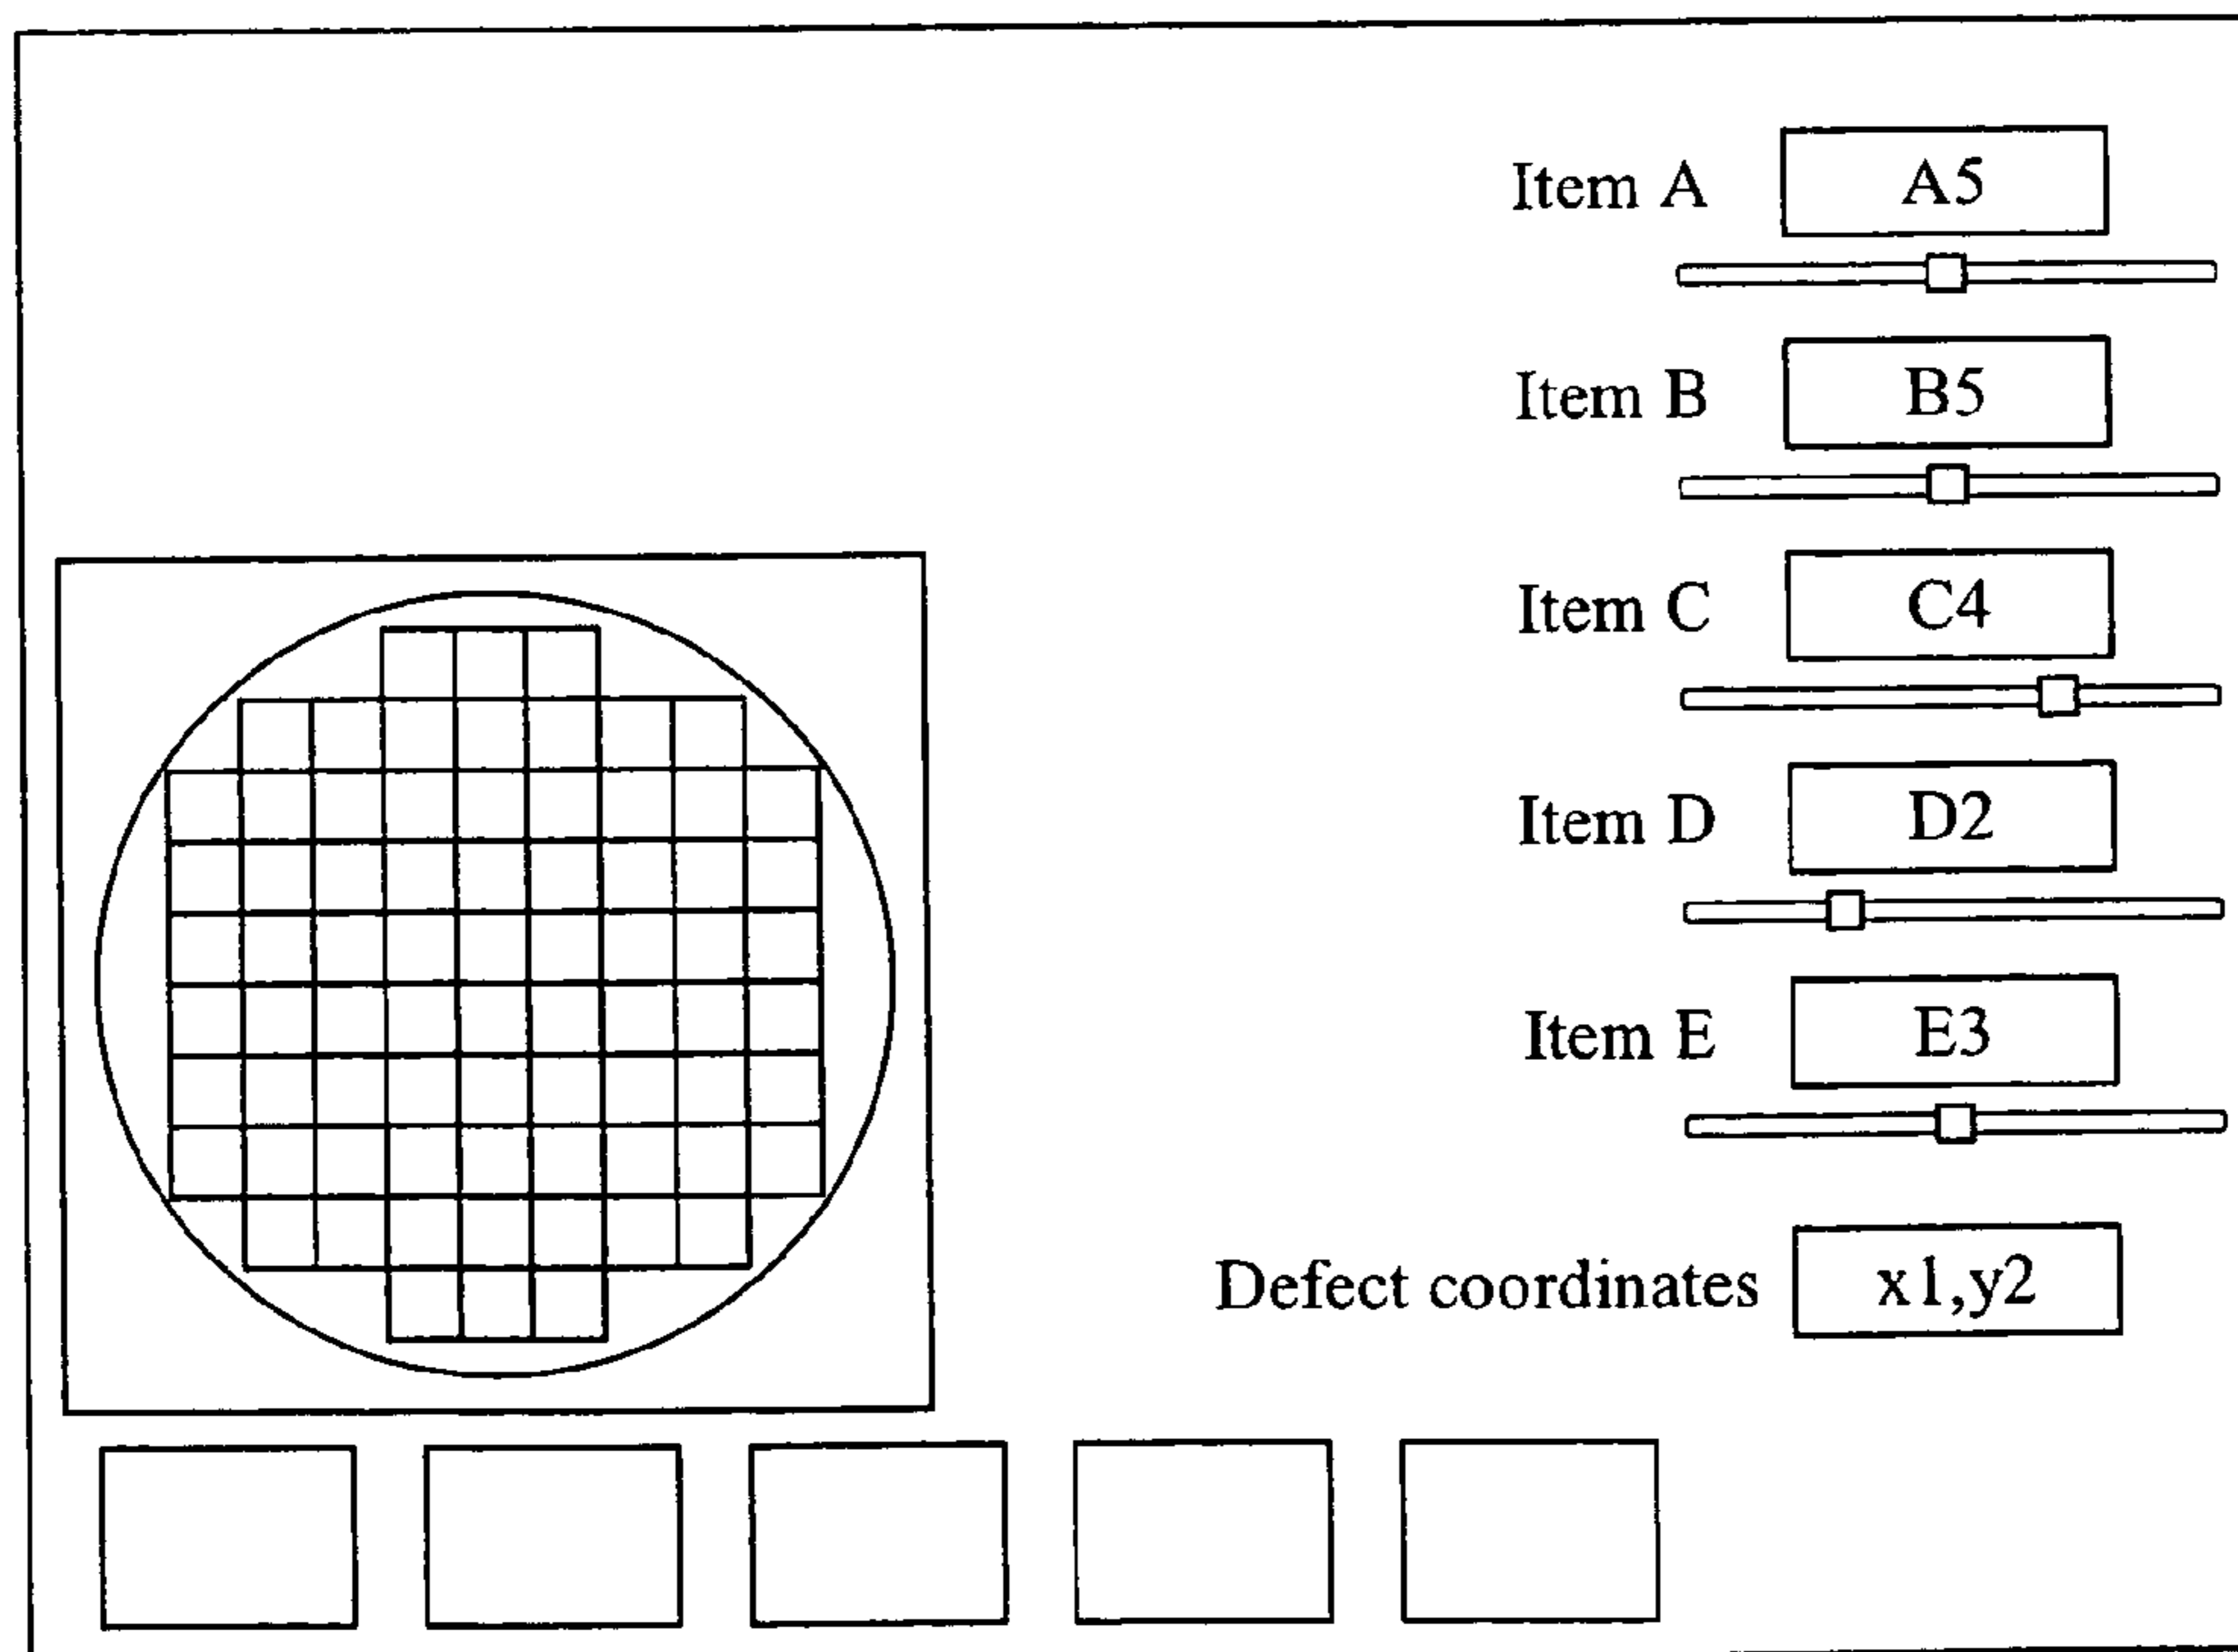 Item A A5
Item B B5
Item C C4
Item D D2
Item E E3
Defect coordinates x1,y2